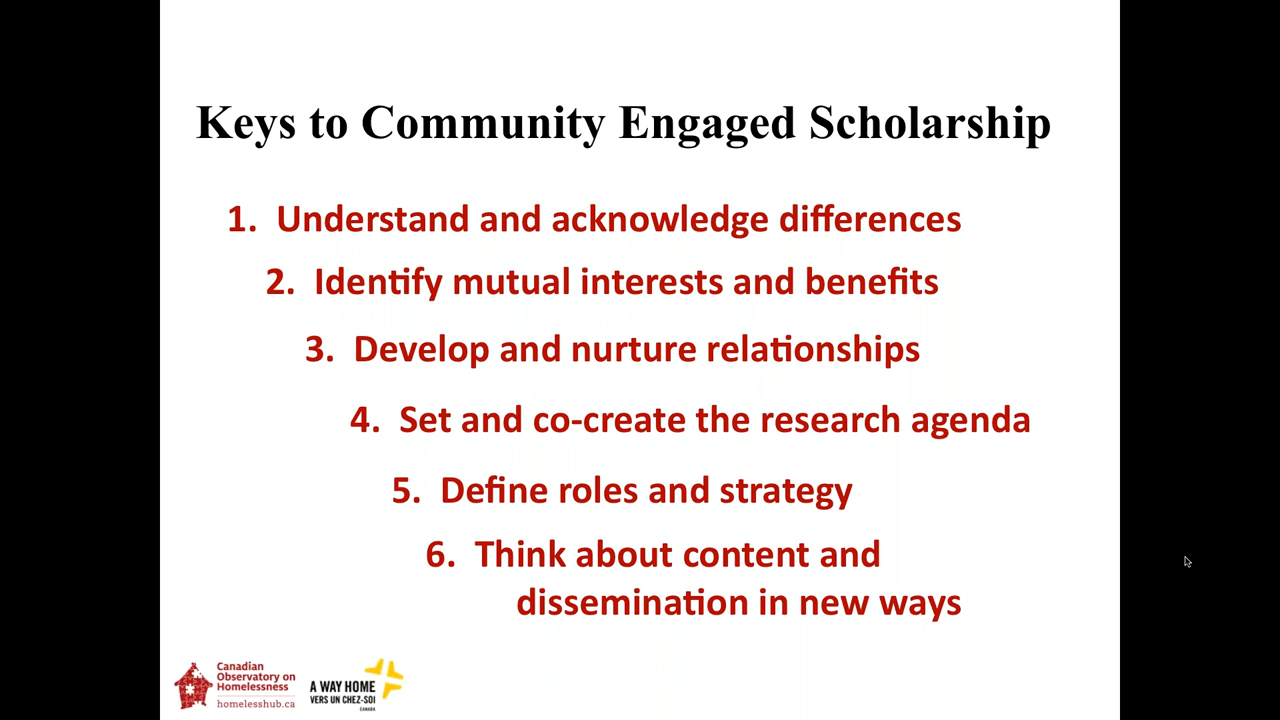 Keys to Community Engaged Scholarship
1. Understand and acknowledge differences
2. Identify mutual interests and benefits
3. Develop and nurture relationships
4. Set and co-create the research agenda
5. Define roles and strategy
6. Think about content and
dissemination in new ways
Canadian
Observatory on
Homelessness
homelesshub.ca
A WAY HOME
VERS UN CHEZ-SOI
CANADA